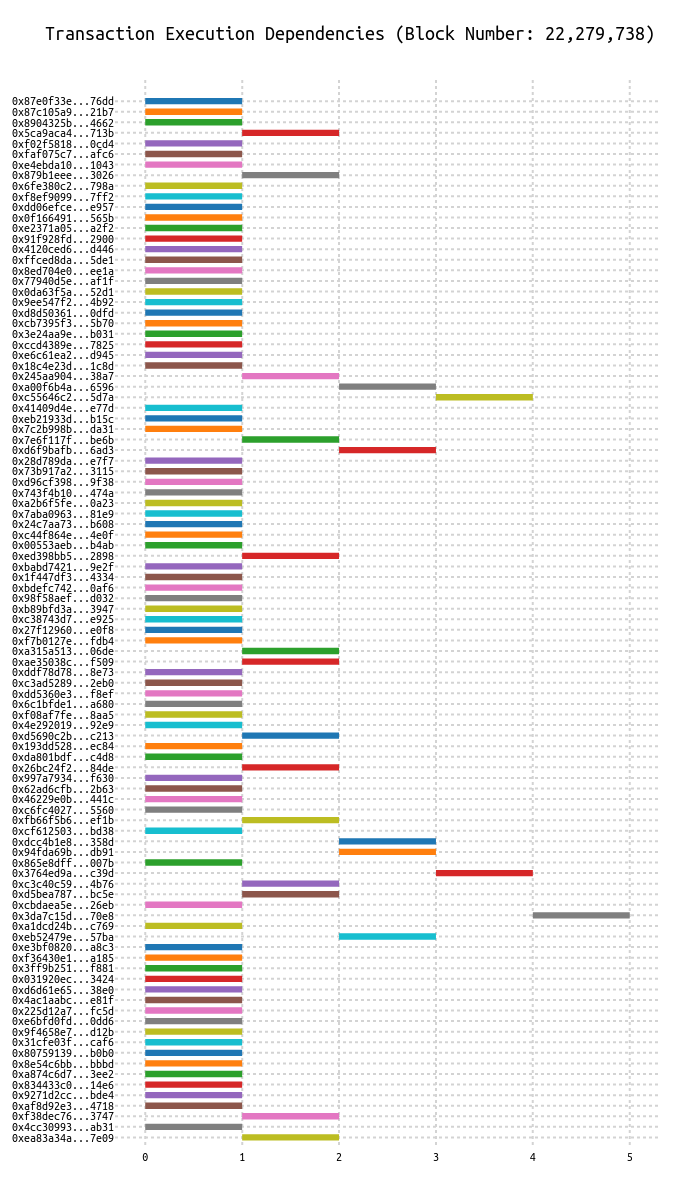 Transaction Execution Dependencies (Block Number: 22,279,738)
0x87e0f33e...76dd
0x87c105a9...21b7
0x8904325b...4662
0x5ca9aca4...713b
0xf02f5818...0cd4
0xfaf075c7...afc6
0xe4ebda10...1043
0x879b1eee...3026
0x6fe380c2...798a
0xf8ef9099...7ff2
0xdd06efce...e957
0x0f166491...565b
0xe2371a05...a2f2
0x91f928fd...2900
0x4120ced6...d446
0xffced8da...5de1
0x8ed704e0...ee1a
0x77940d5e...af1f
0x0da63f5a...52d1
0x9ee547f2...4b92
0xd8d50361...0dfd
0xcb7395f3...5b70
0x3e24aa9e...b031
0xccd4389e...7825
0xe6c61ea2...d945
0x18c4e23d...1c8d
0x245aa904...38a7
0xa00f6b4a...6596
0xc55646c2...5d7a
0x41409d4e...e77d
0xeb21933d...b15c
0x7c2b998b...da31
0x7e6f117f...be6b
0xd6f9bafb...6ad3
0x28d789da...e7f7
0x73b917a2...3115
0xd96cf398...9f38
0x743f4b10...474a
0xa2b6f5fe...0a23
0x7aba0963...81e9
0x24c7aa73...b608
0xc44f864e...4e0f
0x00553aeb...b4ab
0xed398bb5...2898
0xbabd7421...9e2f
0x1f447df3...4334
0xbdefc742...0af6
0x98f58aef...d032
0xb89bfd3a...3947
0xc38743d7...e925
0x27f12960...e0f8
0xf7b0127e...fdb4
0xa315a513...06de
0xae35038c...f509
0xddf78d78...8e73
0xc3ad5289...2eb0
0xdd5360e3...f8ef
0x6c1bfde1...a680
0xf08af7fe...8aa5
0x4e292019...92e9
0xd5690c2b...c213
0x193dd528...ec84
0xda801bdf...c4d8
0x26bc24f2...84de
0x997a7934...f630
0x62ad6cfb...2b63
0x46229e0b...441c
0xc6fc4027...5560
0xfb66f5b6...ef1b
0xcf612503...bd38
0xdcc4b1e8...358d
0x94fda69b...db91
0x865e8dff...007b
0x3764ed9a...c39d
0xc3c40c59...4b76
0xd5bea787...bc5e
0xcbdaea5e...26eb
0x3da7c15d...70e8
0xa1dcd24b...c769
0xeb52479e...57ba
0xe3bf0820...a8c3
0xf36430e1...a185
0x3ff9b251...f881
0x031920ec...3424
0xd6d61e65...38e0
0x4ac1aabc...e81f
0x225d12a7...fc5d
0xe6bfd0fd...0dd6
0x9f4658e7...d12b
0x31cfe03f...caf6
0x80759139...b0b0
0x8e54c6bb...bbbd
0xa874c6d7...3ee2
0x834433c0...14e6
0x9271d2cc...bde4
0xaf8d92e3...4718
0xf38dec76...3747
0x4cc30993...ab31
0xea83a34a...7e09
0 1 2 3 4 5